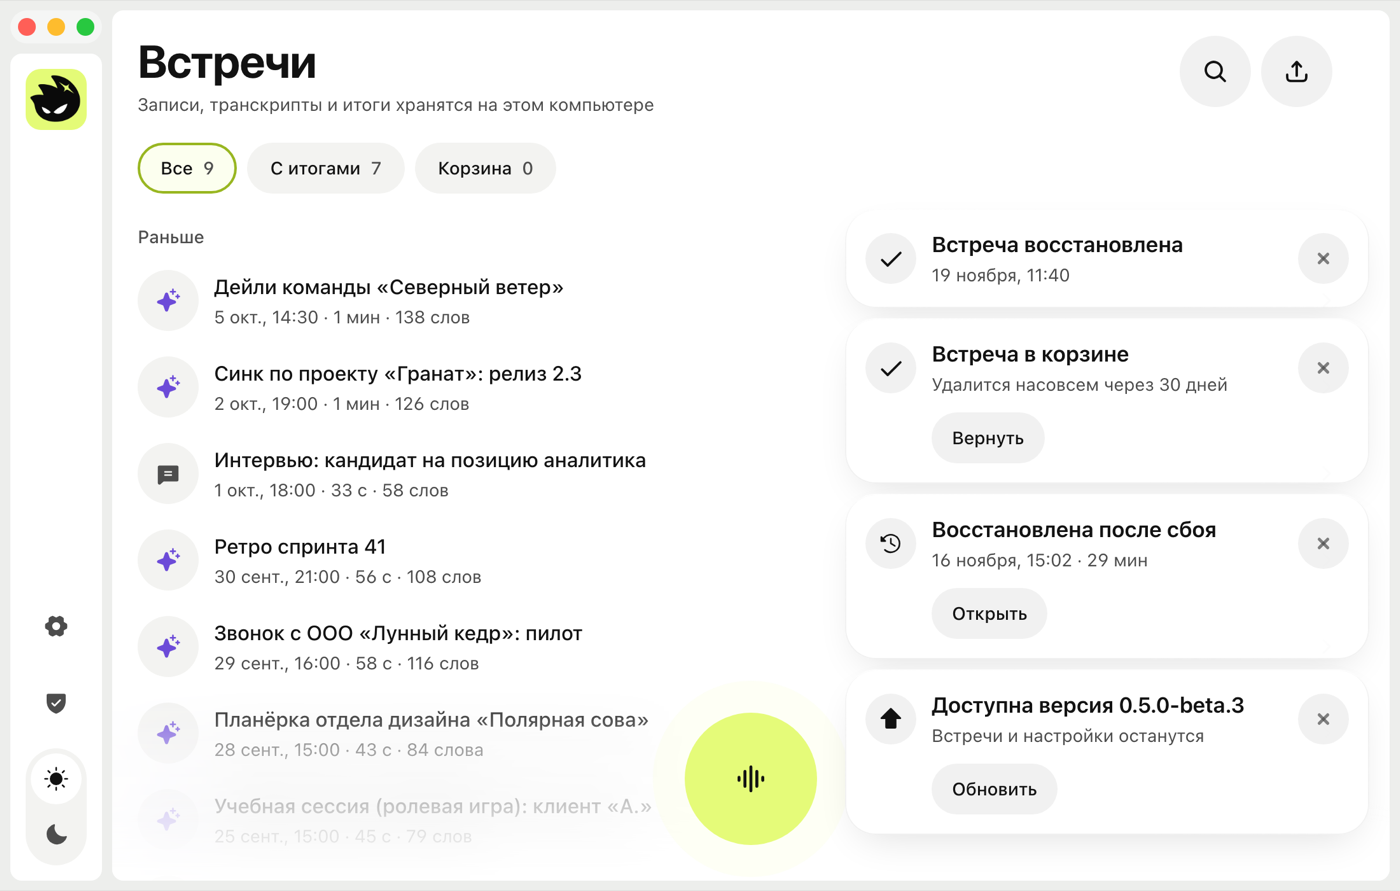 Встречи
Записи, транскрипты и итоги хранятся на этом компьютере
Все 9
С итогами 7
Корзина 0
Раньше
Дейли команды «Северный ветер»
5 окт., 14:30 · 1 мин · 138 слов
Синк по проекту «Гранат»: релиз 2.3
2 окт., 19:00 · 1 мин · 126 слов
Интервью: кандидат на позицию аналитика
1 окт., 18:00 · 33 с · 58 слов
Ретро спринта 41
30 сент., 21:00 · 56 с · 108 слов
Звонок с ООО «Лунный кедр»: пилот
29 сент., 16:00 · 58 с · 116 слов
Планёрка отдела дизайна «Полярная сова»
28 сент., 15:00 · 43 с · 84 слова
Учебная сессия (ролевая игра): клиент «А.»
25 сент., 15:00 · 45 с · 79 слов
Встреча восстановлена
19 ноября, 11:40
Встреча в корзине
Удалится насовсем через 30 дней
Вернуть
Восстановлена после сбоя
16 ноября, 15:02 · 29 мин
Открыть
Доступна версия 0.5.0-beta.3
Встречи и настройки останутся
Обновить